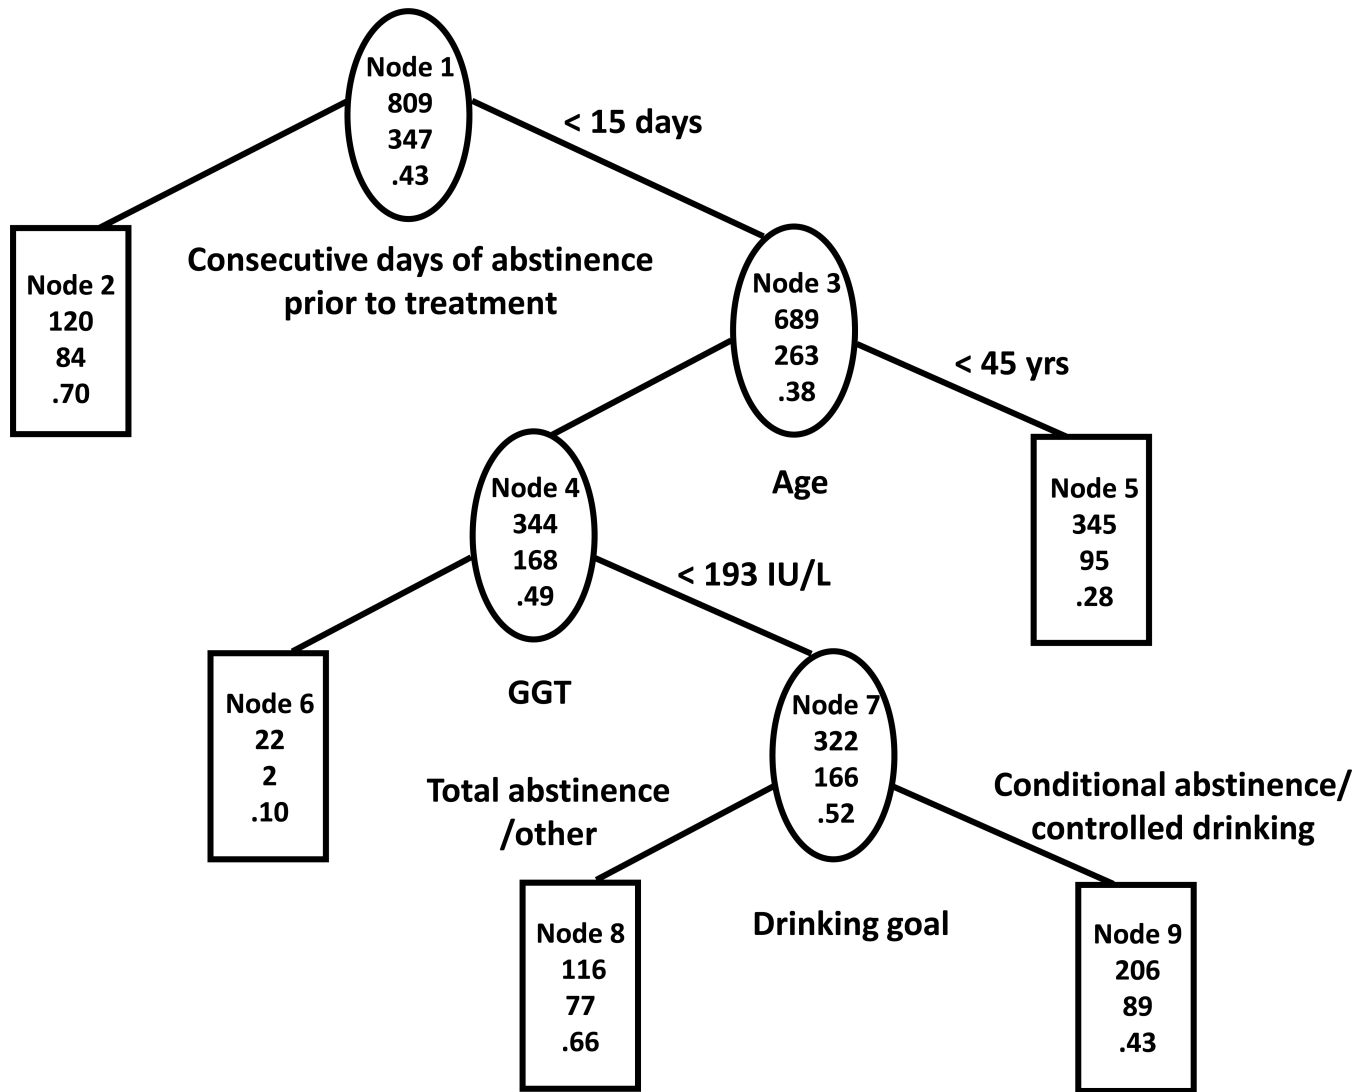 Node 1
809
347
.43
< 15 days
Consecutive days of abstinence
prior to treatment
Node 2
120
84
.70
Node 3
689
263
.38
< 45 yrs
Age
Node 4
344
168
.49
< 193 IU/L
GGT
Node 5
345
95
.28
Node 6
22
2
.10
Node 7
322
166
.52
Total abstinence
/other
Conditional abstinence/
controlled drinking
Drinking goal
Node 8
116
77
.66
Node 9
206
89
.43